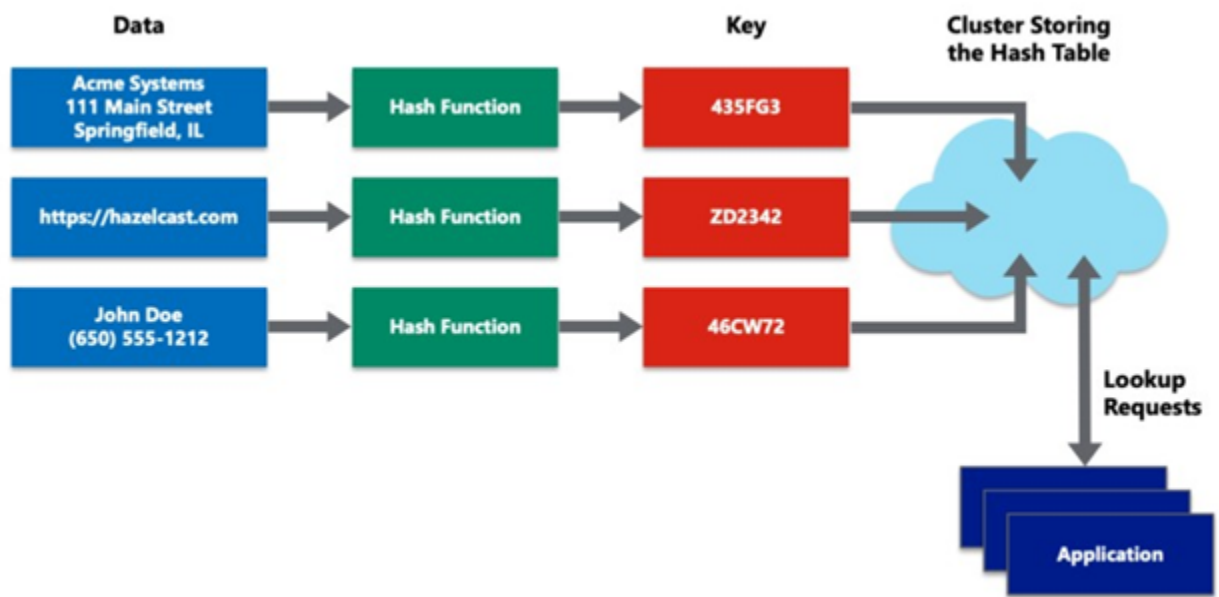 Data
Key
Cluster Storing
the Hash Table
Acme Systems
111 Main Street
Springfield, IL
Hash Function
435FG3
https://hazelcast.com
Hash Function
ZD2342
John Doe
(650) 555-1212
Hash Function
46CW72
Lookup
Requests
Application